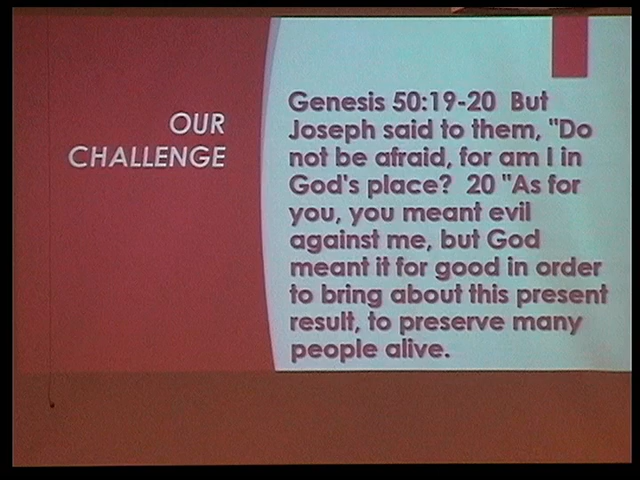 OUR
CHALLENGE
Genesis 50:19-20 But
Joseph said to them, "Do
not be afraid, for am I in
God's place? 20 "As for
you, you meant evil
against me, but God
meant it for good in order
to bring about this present
result, to preserve many
people alive.